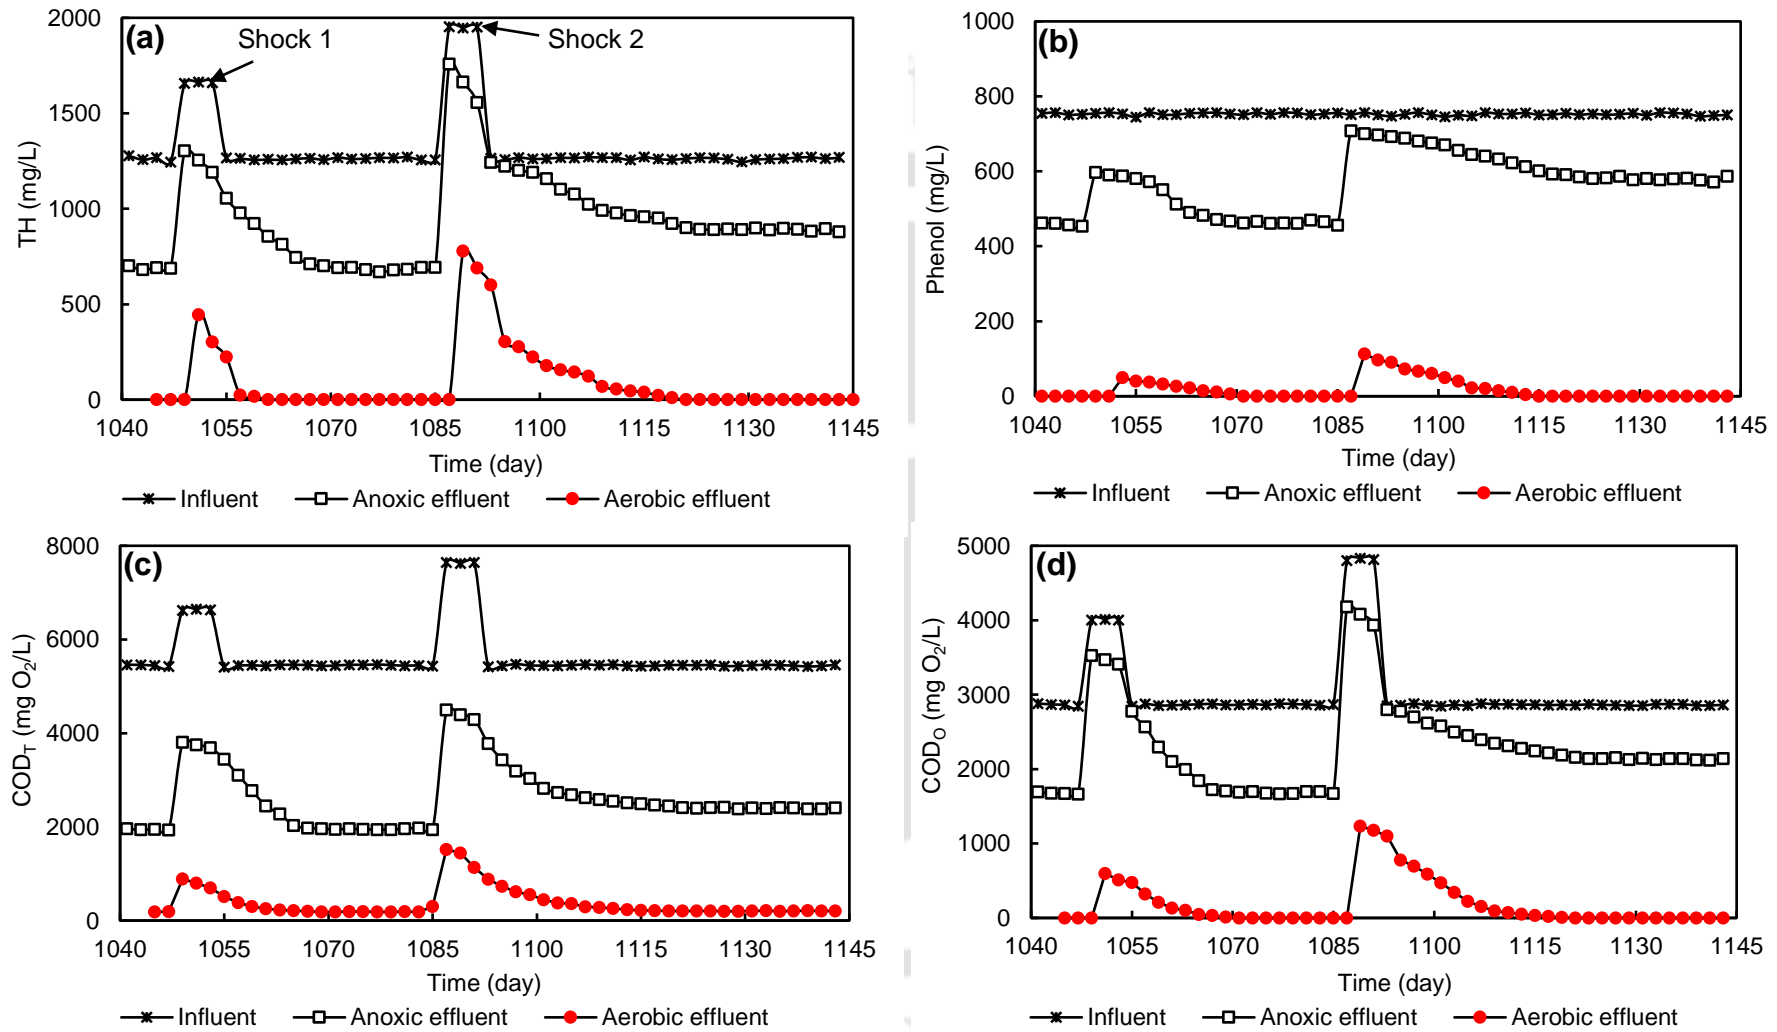 (a)
Shock 1
Shock 2
TH (mg/L)
2000
1500
1000
500
0
1040 1055 1070 1085 1100 1115 1130 1145
Time (day)
Influent Anoxic effluent Aerobic effluent
(b)
Phenol (mg/L)
1000
800
600
400
200
0
1040 1055 1070 1085 1100 1115 1130 1145
Time (day)
Influent Anoxic effluent Aerobic effluent
(c)
COD_T (mg O₂/L)
8000
6000
4000
2000
0
1040 1055 1070 1085 1100 1115 1130 1145
Time (day)
Influent Anoxic effluent Aerobic effluent
(d)
COD_O (mg O₂/L)
5000
4000
3000
2000
1000
0
1040 1055 1070 1085 1100 1115 1130 1145
Time (day)
Influent Anoxic effluent Aerobic effluent